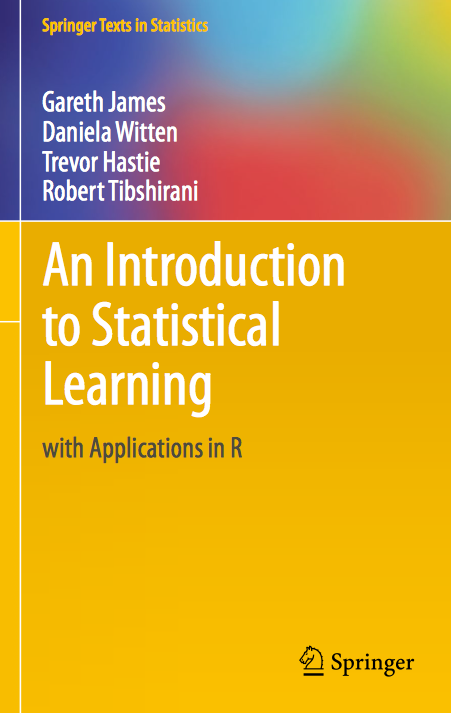 Springer Texts in Statistics
Gareth James
Daniela Witten
Trevor Hastie
Robert Tibshirani
An Introduction
to Statistical
Learning
with Applications in R
Springer